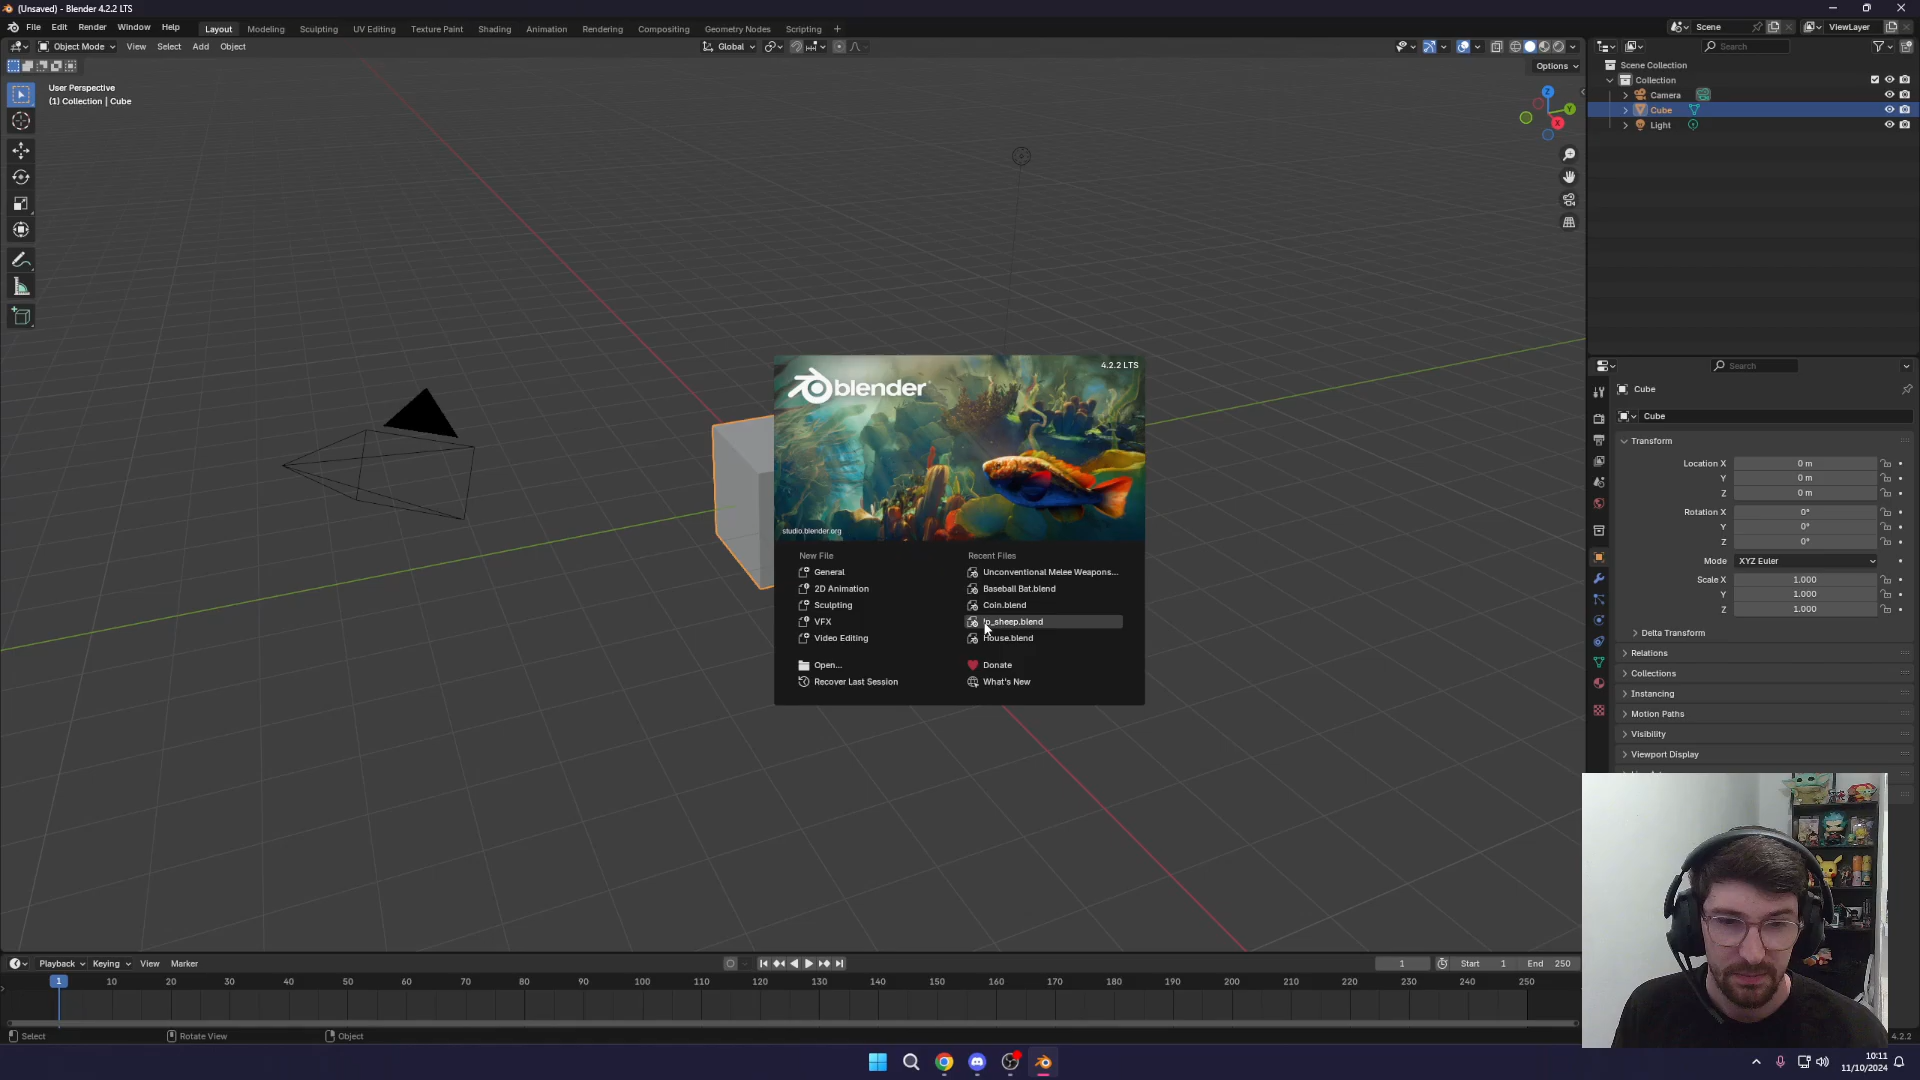 (Unsaved) - Blender 4.2.2 LTS
File Edit Render Window Help Layout Modeling Sculpting UV Editing Texture Paint Shading Animation Rendering Compositing Geometry Nodes Scripting + Scene ViewLayer
Object Mode View Select Add Object Global Search
Options
User Perspective
(1) Collection | Cube
Z
Y
X
Scene Collection
Collection
Camera
Cube
Light
4.2.2 LTS
blender
studio.blender.org
New File
General
2D Animation
Sculpting
VFX
Video Editing
Open...
Recover Last Session
Recent Files
Unconventional Melee Weapons...
Baseball Bat.blend
Coin.blend
lp_sheep.blend
House.blend
Donate
What's New
Search
Cube
Cube
Transform
Location X 0 m
Y 0 m
Z 0 m
Rotation X 0°
Y 0°
Z 0°
Mode XYZ Euler
Scale X 1.000
Y 1.000
Z 1.000
Delta Transform
Relations
Collections
Instancing
Motion Paths
Visibility
Viewport Display
Playback Keying View Marker 1 Start 1 End 250
1 10 20 30 40 50 60 70 80 90 100 110 120 130 140 150 160 170 180 190 200 210 220 230 240 250
Select Rotate View Object 4.2.2
10:11
11/10/2024